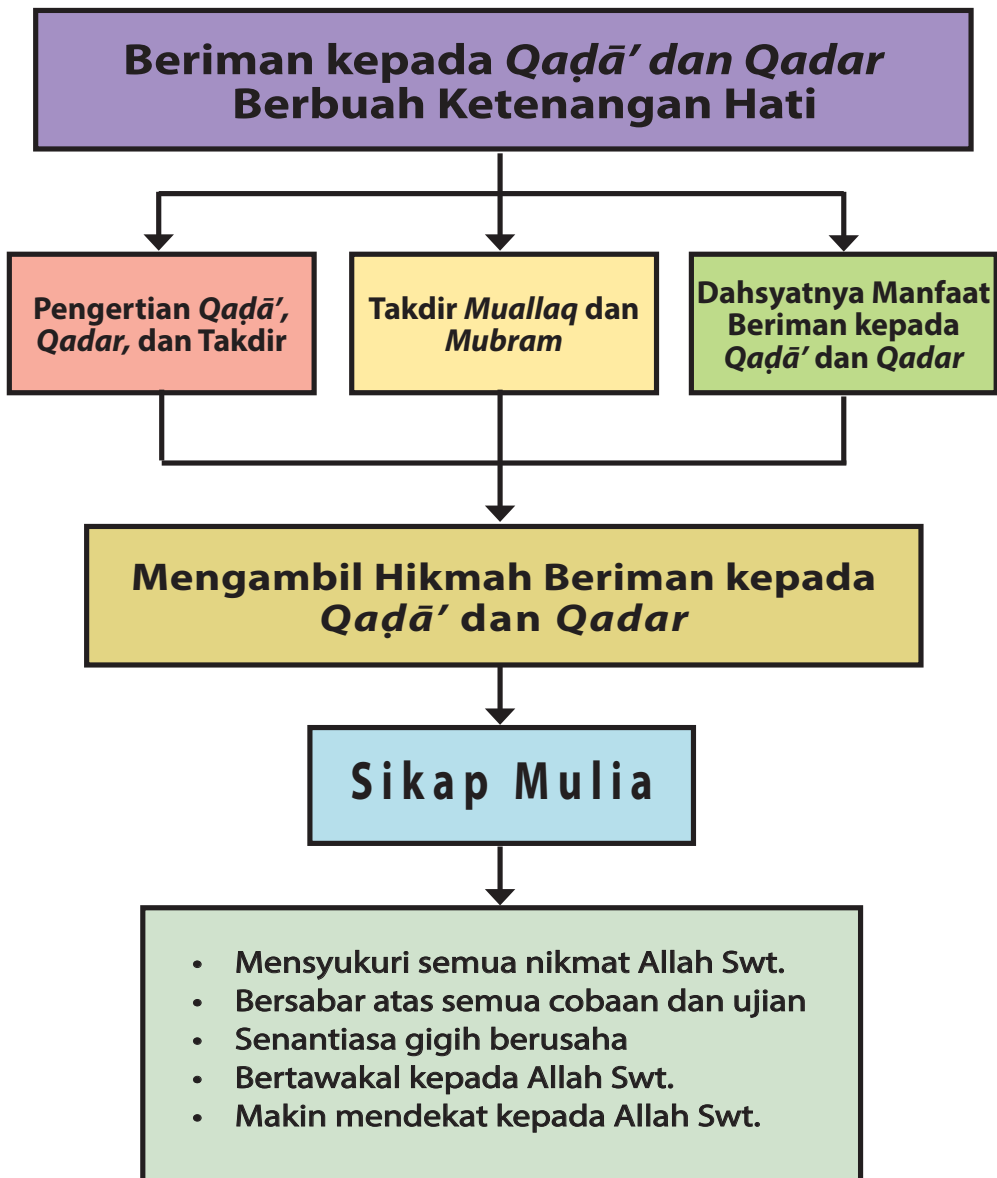 Beriman kepada Qaḍā’ dan Qadar
Berbuah Ketenangan Hati
Pengertian Qaḍā’,
Qadar, dan Takdir
Takdir Muallaq dan
Mubram
Dahsyatnya Manfaat
Beriman kepada
Qaḍā’ dan Qadar
Mengambil Hikmah Beriman kepada
Qaḍā’ dan Qadar
Sikap Mulia
• Mensyukuri semua nikmat Allah Swt.
• Bersabar atas semua cobaan dan ujian
• Senantiasa gigih berusaha
• Bertawakal kepada Allah Swt.
• Makin mendekat kepada Allah Swt.